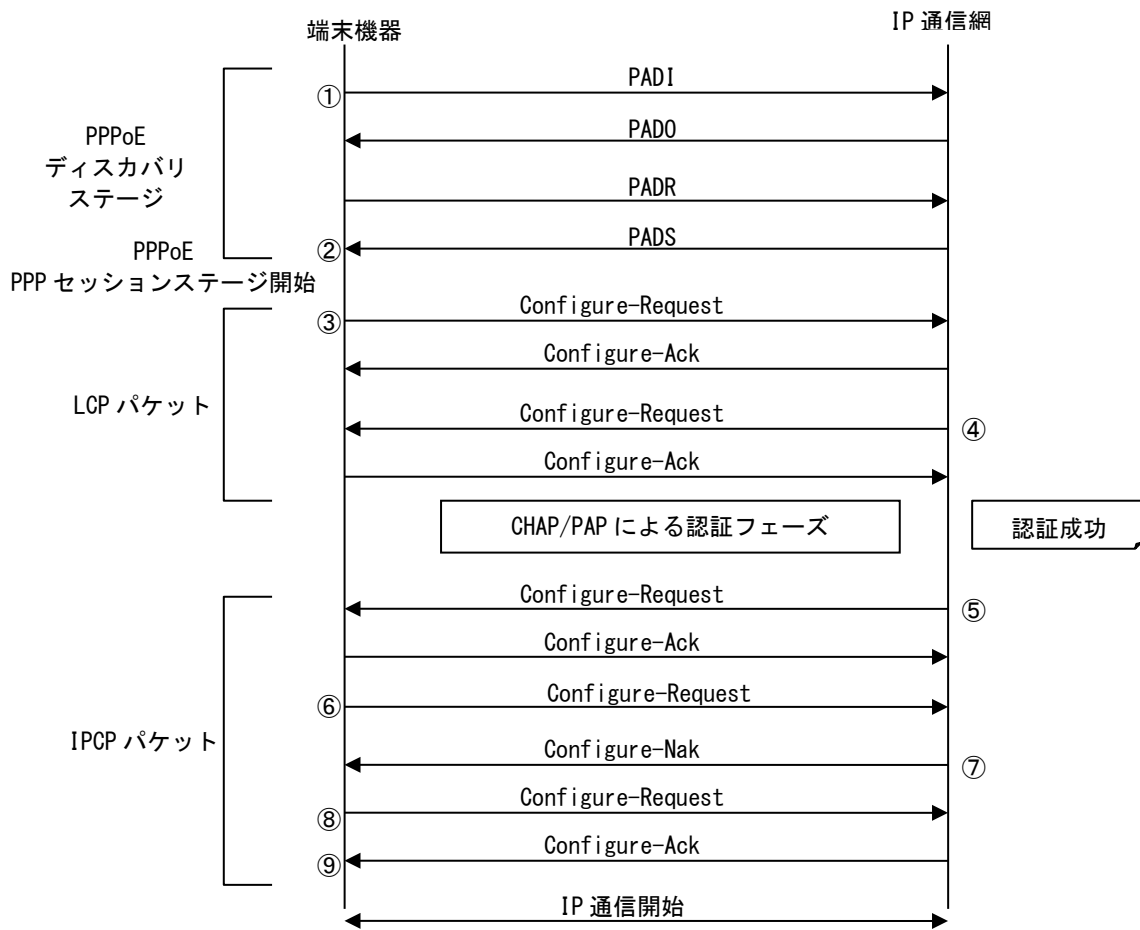 端末機器
IP 通信網
PADI
①
PADO
PPPoE
ディスカバリ
ステージ
PADR
PADS
②
PPPoE
PPP セッションステージ開始
Configure-Request
③
Configure-Ack
LCP パケット
Configure-Request
④
Configure-Ack
CHAP/PAP による認証フェーズ
認証成功
Configure-Request
⑤
Configure-Ack
Configure-Request
⑥
IPCP パケット
Configure-Nak
⑦
Configure-Request
⑧
Configure-Ack
⑨
IP 通信開始